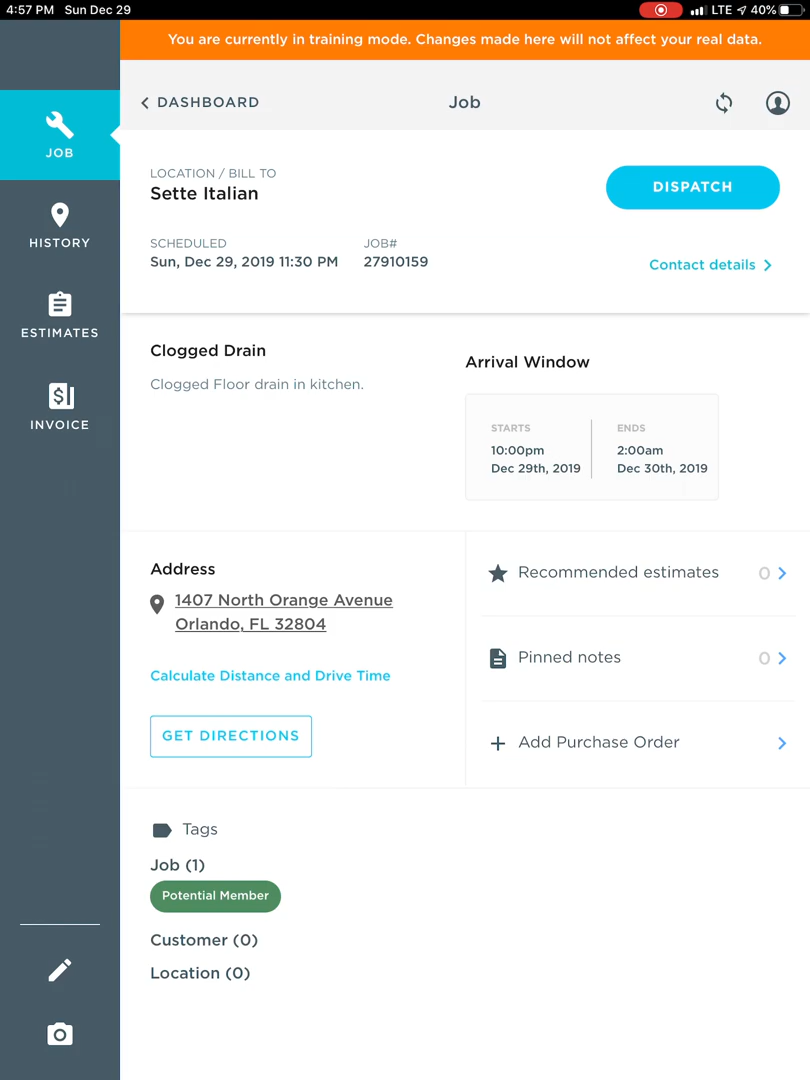 4:57 PM Sun Dec 29
LTE 40%
You are currently in training mode. Changes made here will not affect your real data.
DASHBOARD
Job
JOB
HISTORY
ESTIMATES
INVOICE
LOCATION / BILL TO
Sette Italian
DISPATCH
SCHEDULED
Sun, Dec 29, 2019 11:30 PM
JOB#
27910159
Contact details
Clogged Drain
Clogged Floor drain in kitchen.
Arrival Window
STARTS
10:00pm
Dec 29th, 2019
ENDS
2:00am
Dec 30th, 2019
Address
1407 North Orange Avenue
Orlando, FL 32804
Calculate Distance and Drive Time
GET DIRECTIONS
Recommended estimates 0
Pinned notes 0
Add Purchase Order
Tags
Job (1)
Potential Member
Customer (0)
Location (0)